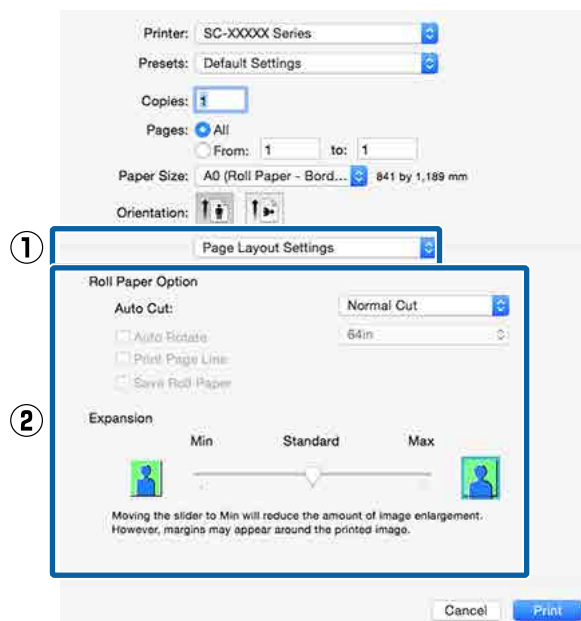 Printer: SC-XXXXX Series
Presets: Default Settings
Copies: 1
Pages: All
From: 1 to: 1
Paper Size: A0 (Roll Paper - Bord... 841 by 1,189 mm
Orientation:
① Page Layout Settings
②
Roll Paper Option
Auto Cut: Normal Cut
Auto Rotate 64in
Print Page Line
Save Roll Paper
Expansion
Min Standard Max
Moving the slider to Min will reduce the amount of image enlargement.
However, margins may appear around the printed image.
Cancel Print